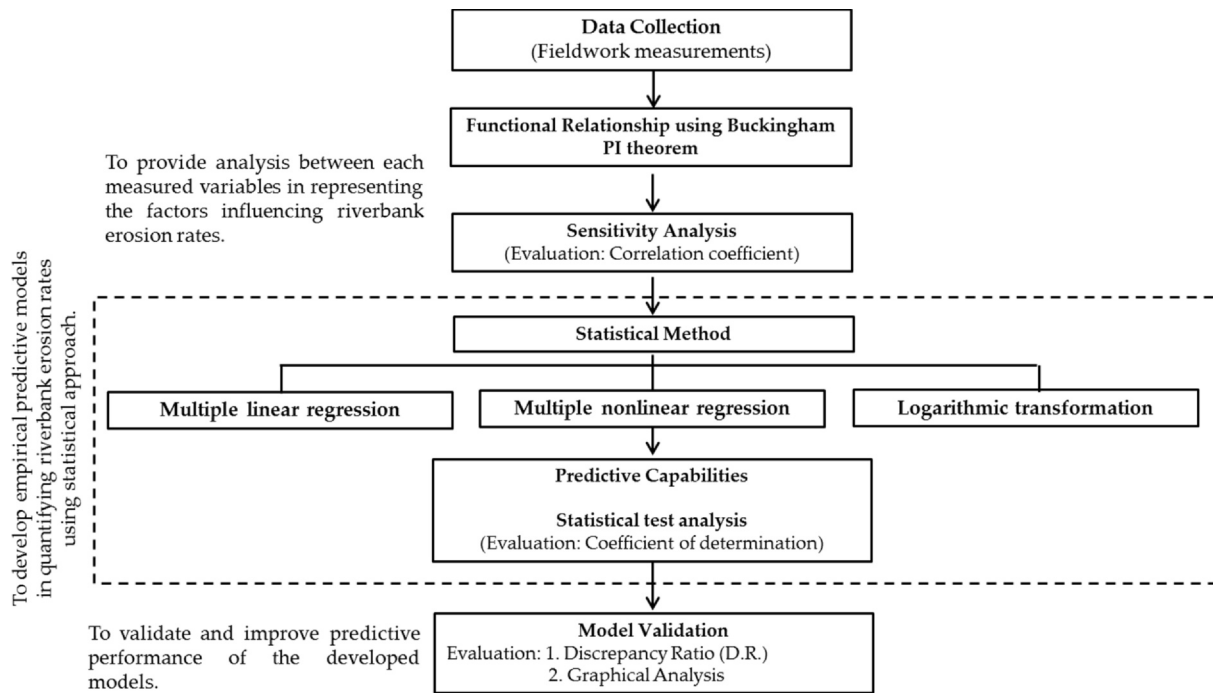 Data Collection
(Fieldwork measurements)
Functional Relationship using Buckingham
PI theorem
To provide analysis between each
measured variables in representing
the factors influencing riverbank
erosion rates.
Sensitivity Analysis
(Evaluation: Correlation coefficient)
To develop empirical predictive models
in quantifying riverbank erosion rates
using statistical approach.
Statistical Method
Multiple linear regression
Multiple nonlinear regression
Logarithmic transformation
Predictive Capabilities
Statistical test analysis
(Evaluation: Coefficient of determination)
To validate and improve predictive
performance of the developed
models.
Model Validation
Evaluation: 1. Discrepancy Ratio (D.R.)
2. Graphical Analysis